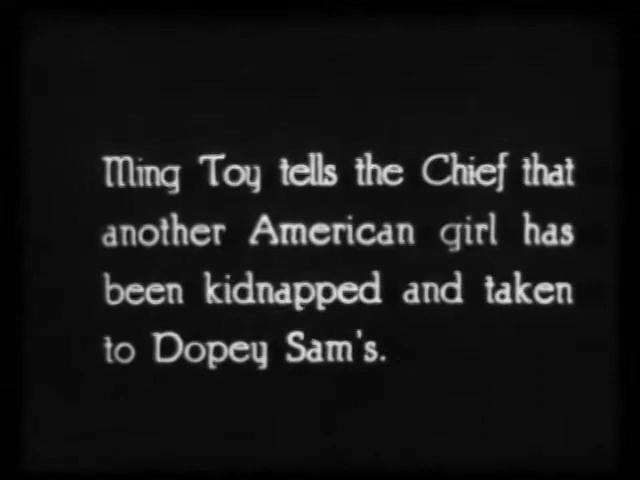 Ming Toy tells the Chief that
another American girl has
been kidnapped and taken
to Dopey Sam's.